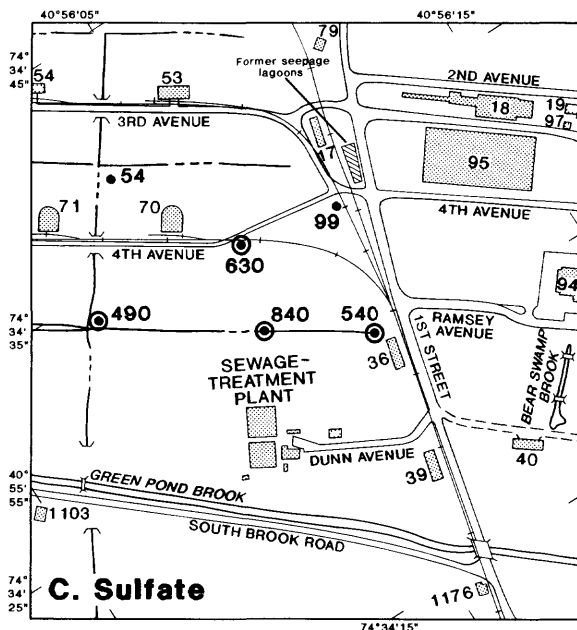 40°56'05"
40°56'15"
74°
34'
45"
79
Former seepage
lagoons
2ND AVENUE
54
53
18
19
97
3RD AVENUE
17
95
54
99
71
70
4TH AVENUE
4TH AVENUE
630
94
74°
34'
35"
490
840
540
RAMSEY
AVENUE
1ST STREET
36
SEWAGE-
TREATMENT
PLANT
BEAR SWAMP
BROOK
DUNN AVENUE
39
40
40°
55'
55"
GREEN POND BROOK
1103
SOUTH BROOK ROAD
74°
34'
25"
C. Sulfate
1176
74°34'15"